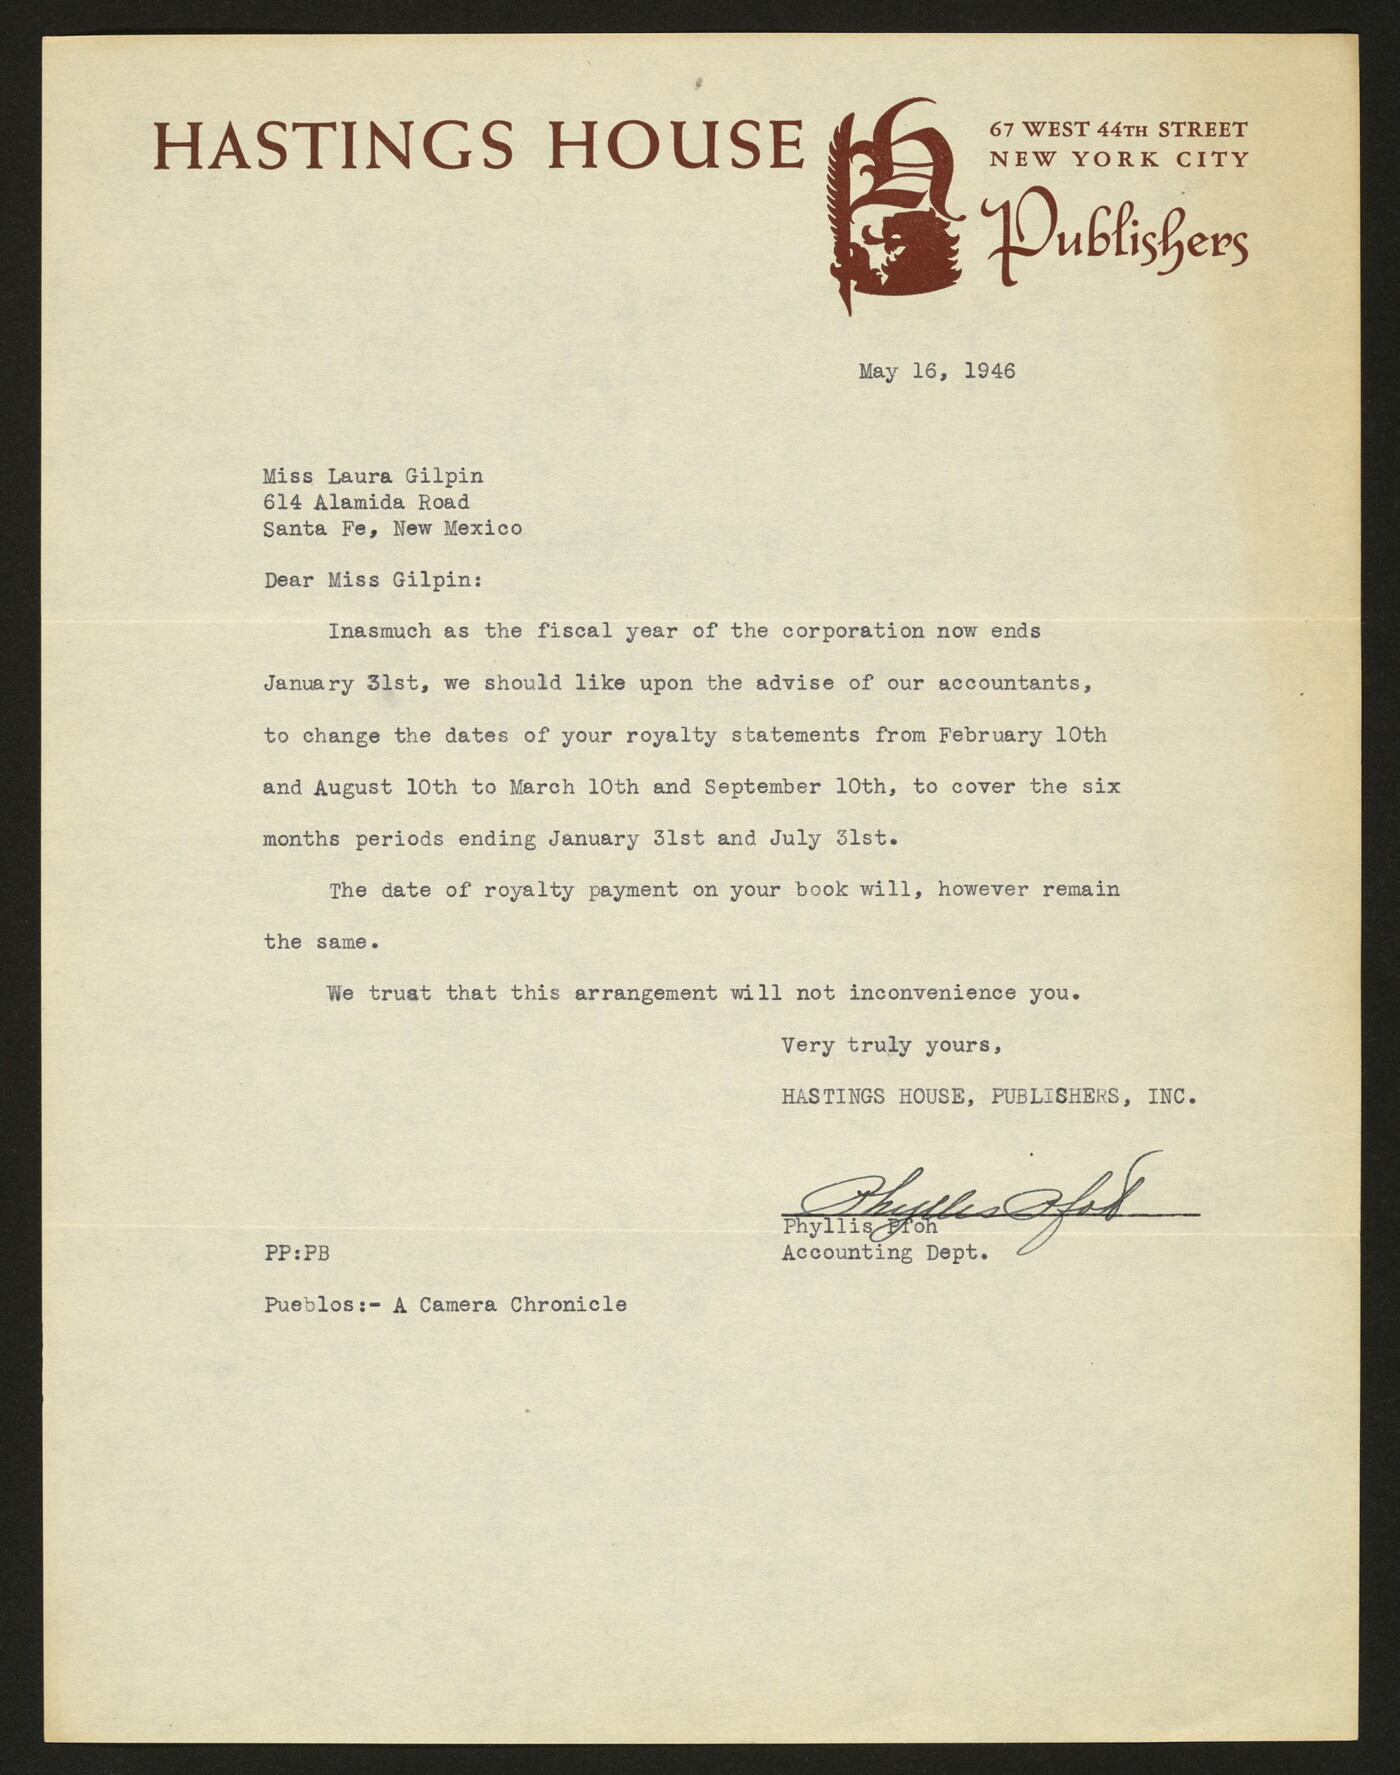 HASTINGS HOUSE
H
67 WEST 44TH STREET
NEW YORK CITY
Publishers
May 16, 1946
Miss Laura Gilpin
614 Alamida Road
Santa Fe, New Mexico
Dear Miss Gilpin:
Inasmuch as the fiscal year of the corporation now ends
January 31st, we should like upon the advise of our accountants,
to change the dates of your royalty statements from February 10th
and August 10th to March 10th and September 10th, to cover the six
months periods ending January 31st and July 31st.
The date of royalty payment on your book will, however remain
the same.
We trust that this arrangement will not inconvenience you.
Very truly yours,
HASTINGS HOUSE, PUBLISHERS, INC.
Phyllis Pfoh
Phyllis Pfoh
Accounting Dept.
PP:PB
Pueblos:- A Camera Chronicle